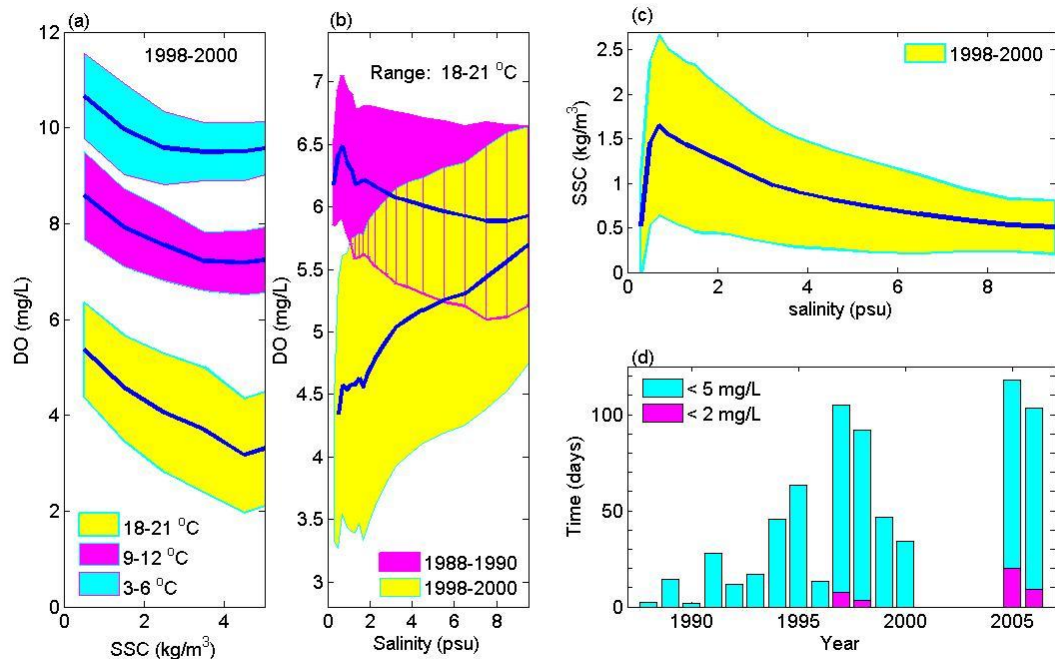 (a)
1998-2000
12
10
8
6
4
2
0
DO (mg/L)
0 2 4
SSC (kg/m³)
18-21 ⁰C
9-12 ⁰C
3-6 ⁰C
(b)
Range: 18-21 ⁰C
7
6.5
6
5.5
5
4.5
4
3.5
3
DO (mg/L)
1988-1990
1998-2000
0 2 4 6 8
Salinity (psu)
(c)
1998-2000
2.5
2
1.5
1
0.5
0
SSC (kg/m³)
0 2 4 6 8
salinity (psu)
(d)
< 5 mg/L
< 2 mg/L
100
50
0
Time (days)
1990 1995 2000 2005
Year